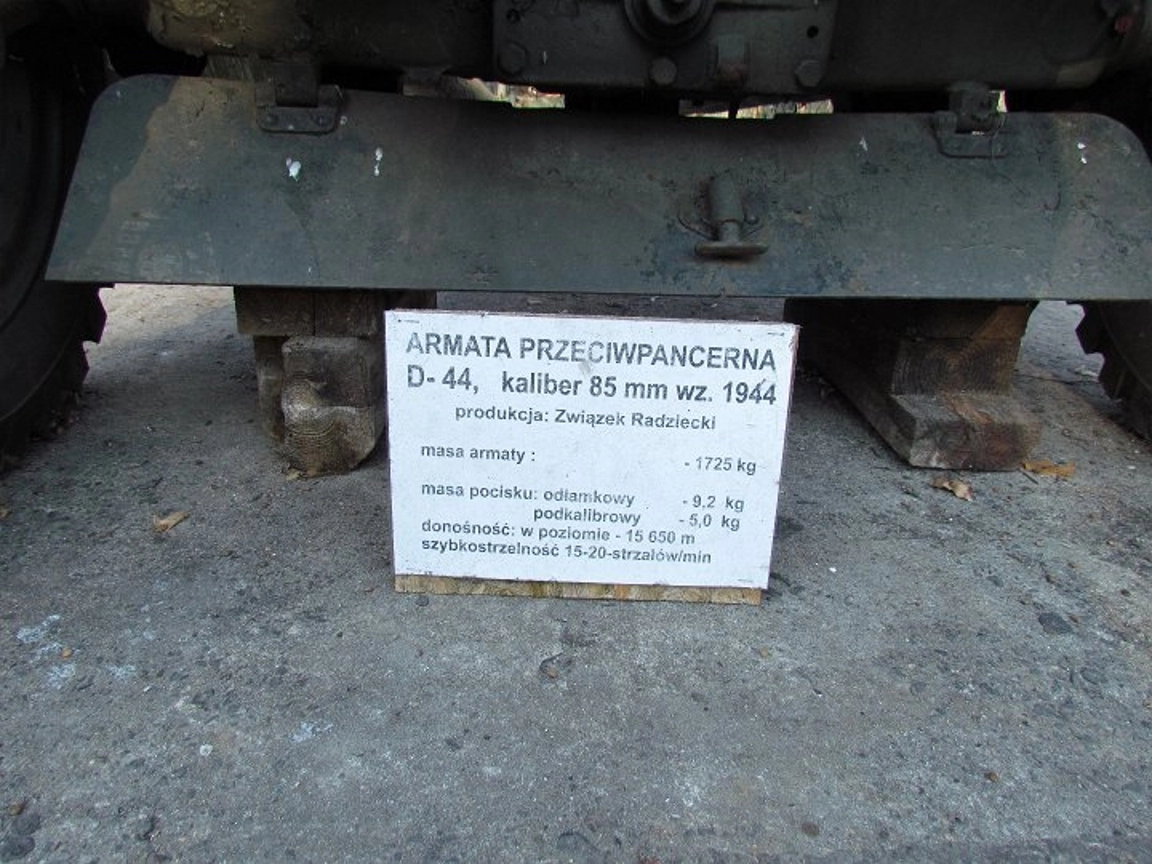 ARMATA PRZECIWPANCERNA
D- 44, kaliber 85 mm wz. 1944
produkcja: Związek Radziecki
masa armaty : - 1725 kg
masa pocisku: odłamkowy - 9,2 kg
podkalibrowy - 5,0 kg
donośność: w poziomie - 15 650 m
szybkostrzelność 15-20-strzałów/min